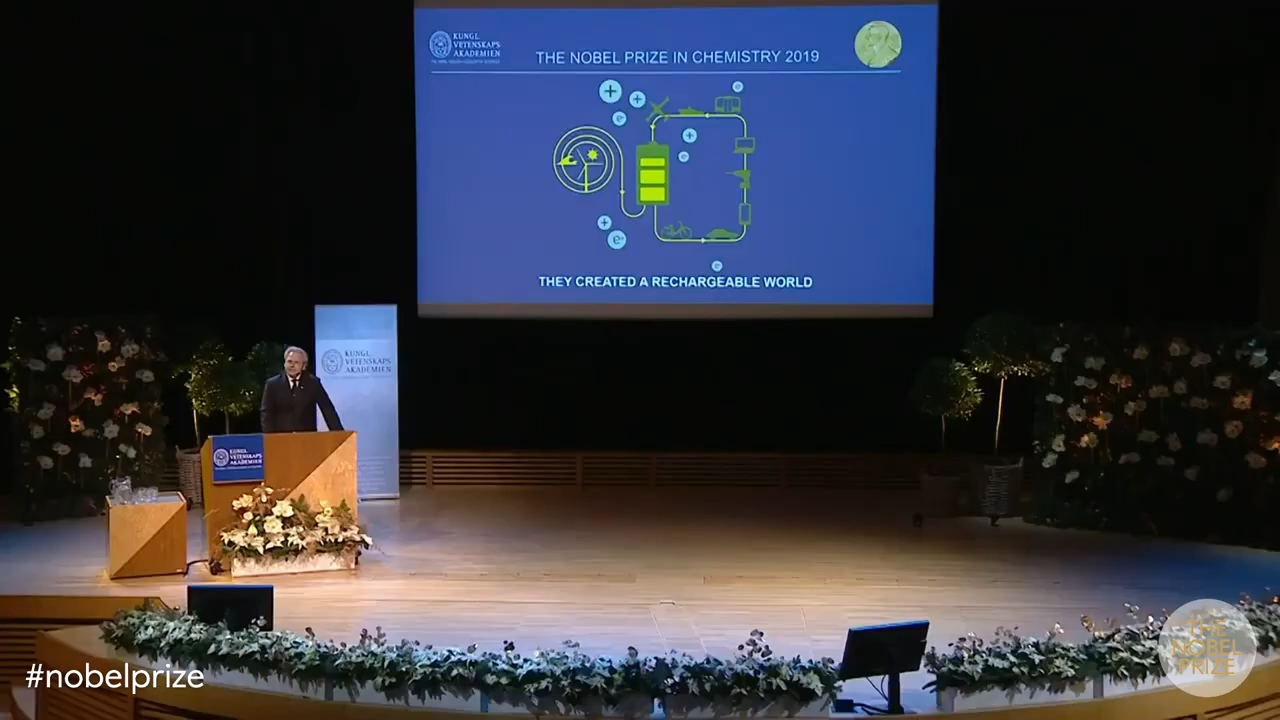 KUNGL.
VETENSKAPS
AKADEMIEN
THE NOBEL PRIZE IN CHEMISTRY 2019
+
+
e
e
+
e
+
e
e
THEY CREATED A RECHARGEABLE WORLD
KUNGL.
VETENSKAPS
AKADEMIEN
KUNGL.
VETENSKAPS
AKADEMIEN
#nobelprize
THE
NOBEL
PRIZE